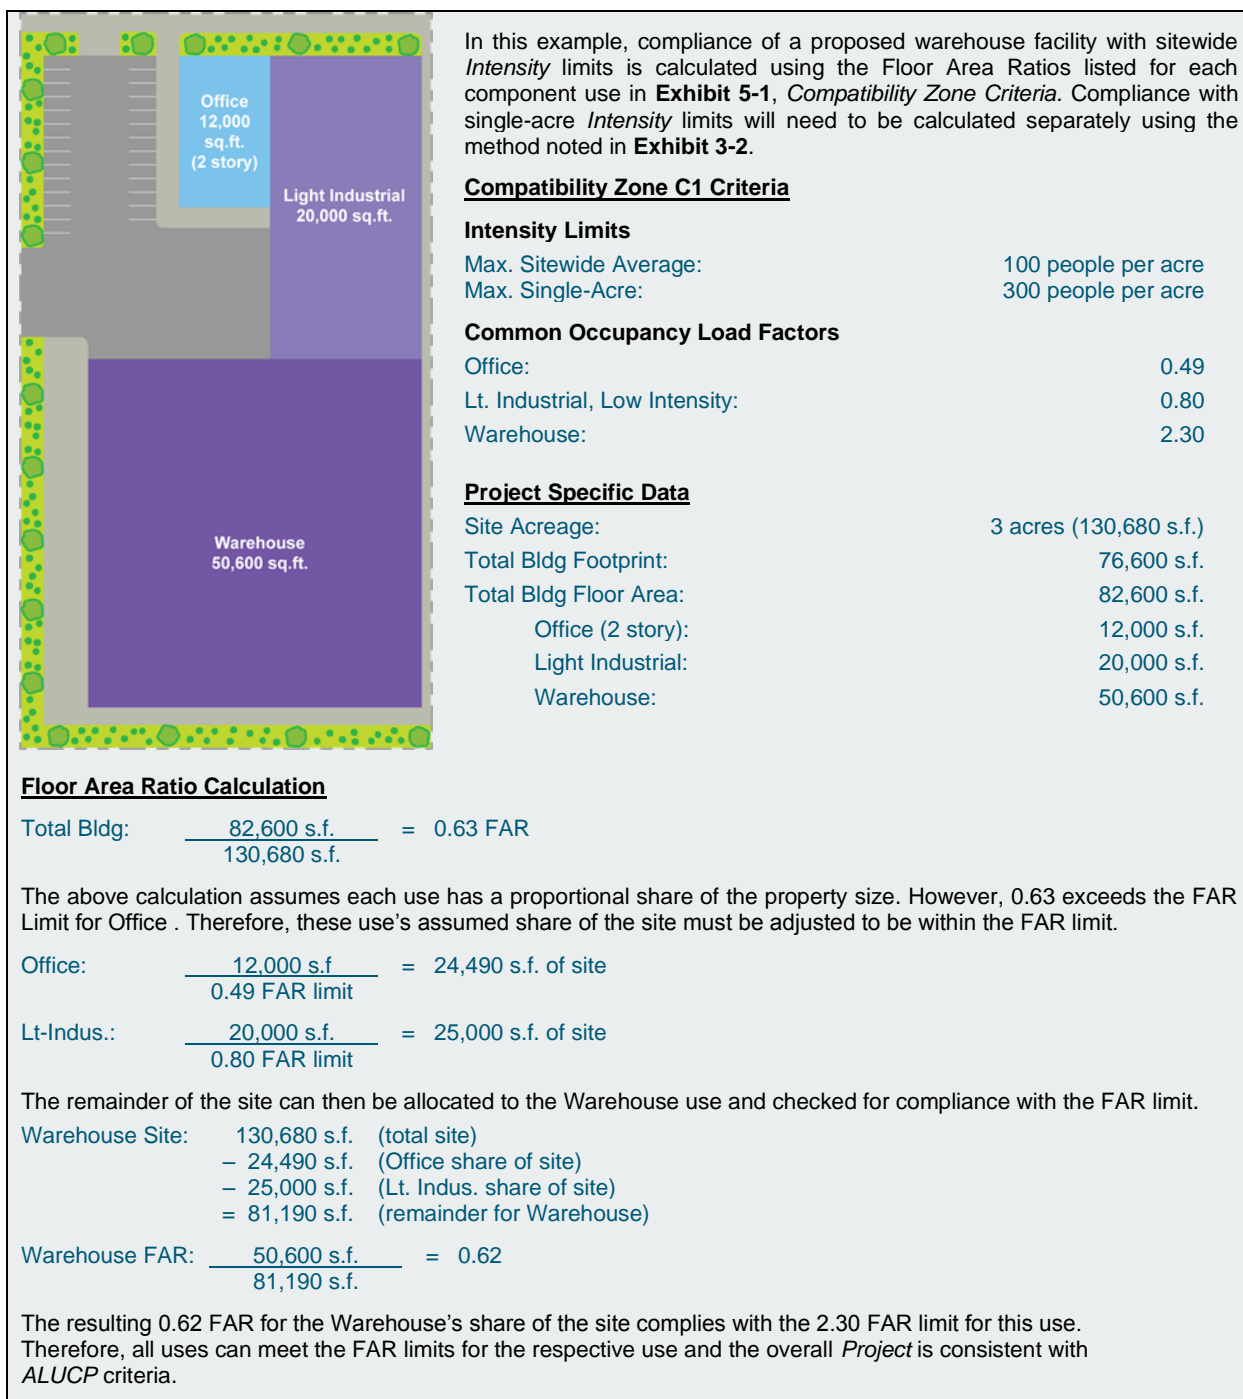 Office
12,000
sq.ft.
(2 story)
Light Industrial
20,000 sq.ft.
Warehouse
50,600 sq.ft.
In this example, compliance of a proposed warehouse facility with sitewide
Intensity limits is calculated using the Floor Area Ratios listed for each
component use in Exhibit 5-1, Compatibility Zone Criteria. Compliance with
single-acre Intensity limits will need to be calculated separately using the
method noted in Exhibit 3-2.
Compatibility Zone C1 Criteria
Intensity Limits
Max. Sitewide Average: 100 people per acre
Max. Single-Acre: 300 people per acre
Common Occupancy Load Factors
Office: 0.49
Lt. Industrial, Low Intensity: 0.80
Warehouse: 2.30
Project Specific Data
Site Acreage: 3 acres (130,680 s.f.)
Total Bldg Footprint: 76,600 s.f.
Total Bldg Floor Area: 82,600 s.f.
Office (2 story): 12,000 s.f.
Light Industrial: 20,000 s.f.
Warehouse: 50,600 s.f.
Floor Area Ratio Calculation
Total Bldg: 82,600 s.f. = 0.63 FAR
130,680 s.f.
The above calculation assumes each use has a proportional share of the property size. However, 0.63 exceeds the FAR
Limit for Office . Therefore, these use's assumed share of the site must be adjusted to be within the FAR limit.
Office: 12,000 s.f = 24,490 s.f. of site
0.49 FAR limit
Lt-Indus.: 20,000 s.f. = 25,000 s.f. of site
0.80 FAR limit
The remainder of the site can then be allocated to the Warehouse use and checked for compliance with the FAR limit.
Warehouse Site: 130,680 s.f. (total site)
– 24,490 s.f. (Office share of site)
– 25,000 s.f. (Lt. Indus. share of site)
= 81,190 s.f. (remainder for Warehouse)
Warehouse FAR: 50,600 s.f. = 0.62
81,190 s.f.
The resulting 0.62 FAR for the Warehouse's share of the site complies with the 2.30 FAR limit for this use.
Therefore, all uses can meet the FAR limits for the respective use and the overall Project is consistent with
ALUCP criteria.